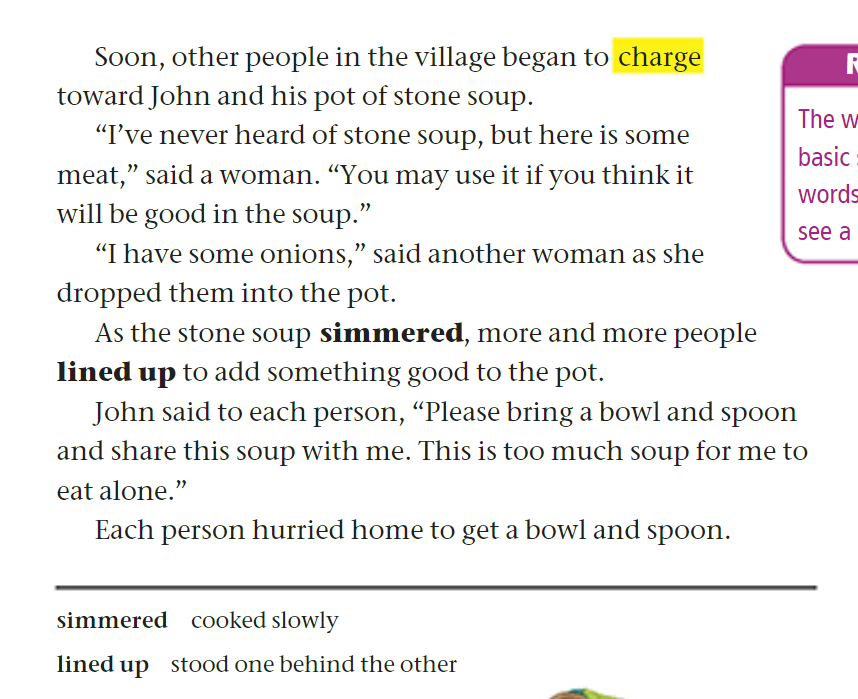 Soon, other people in the village began to charge
toward John and his pot of stone soup.
“I’ve never heard of stone soup, but here is some
meat,” said a woman. “You may use it if you think it
will be good in the soup.”
“I have some onions,” said another woman as she
dropped them into the pot.
As the stone soup simmered, more and more people
lined up to add something good to the pot.
John said to each person, “Please bring a bowl and spoon
and share this soup with me. This is too much soup for me to
eat alone.”
Each person hurried home to get a bowl and spoon.
simmered cooked slowly
lined up stood one behind the other
The
basic
words
see a